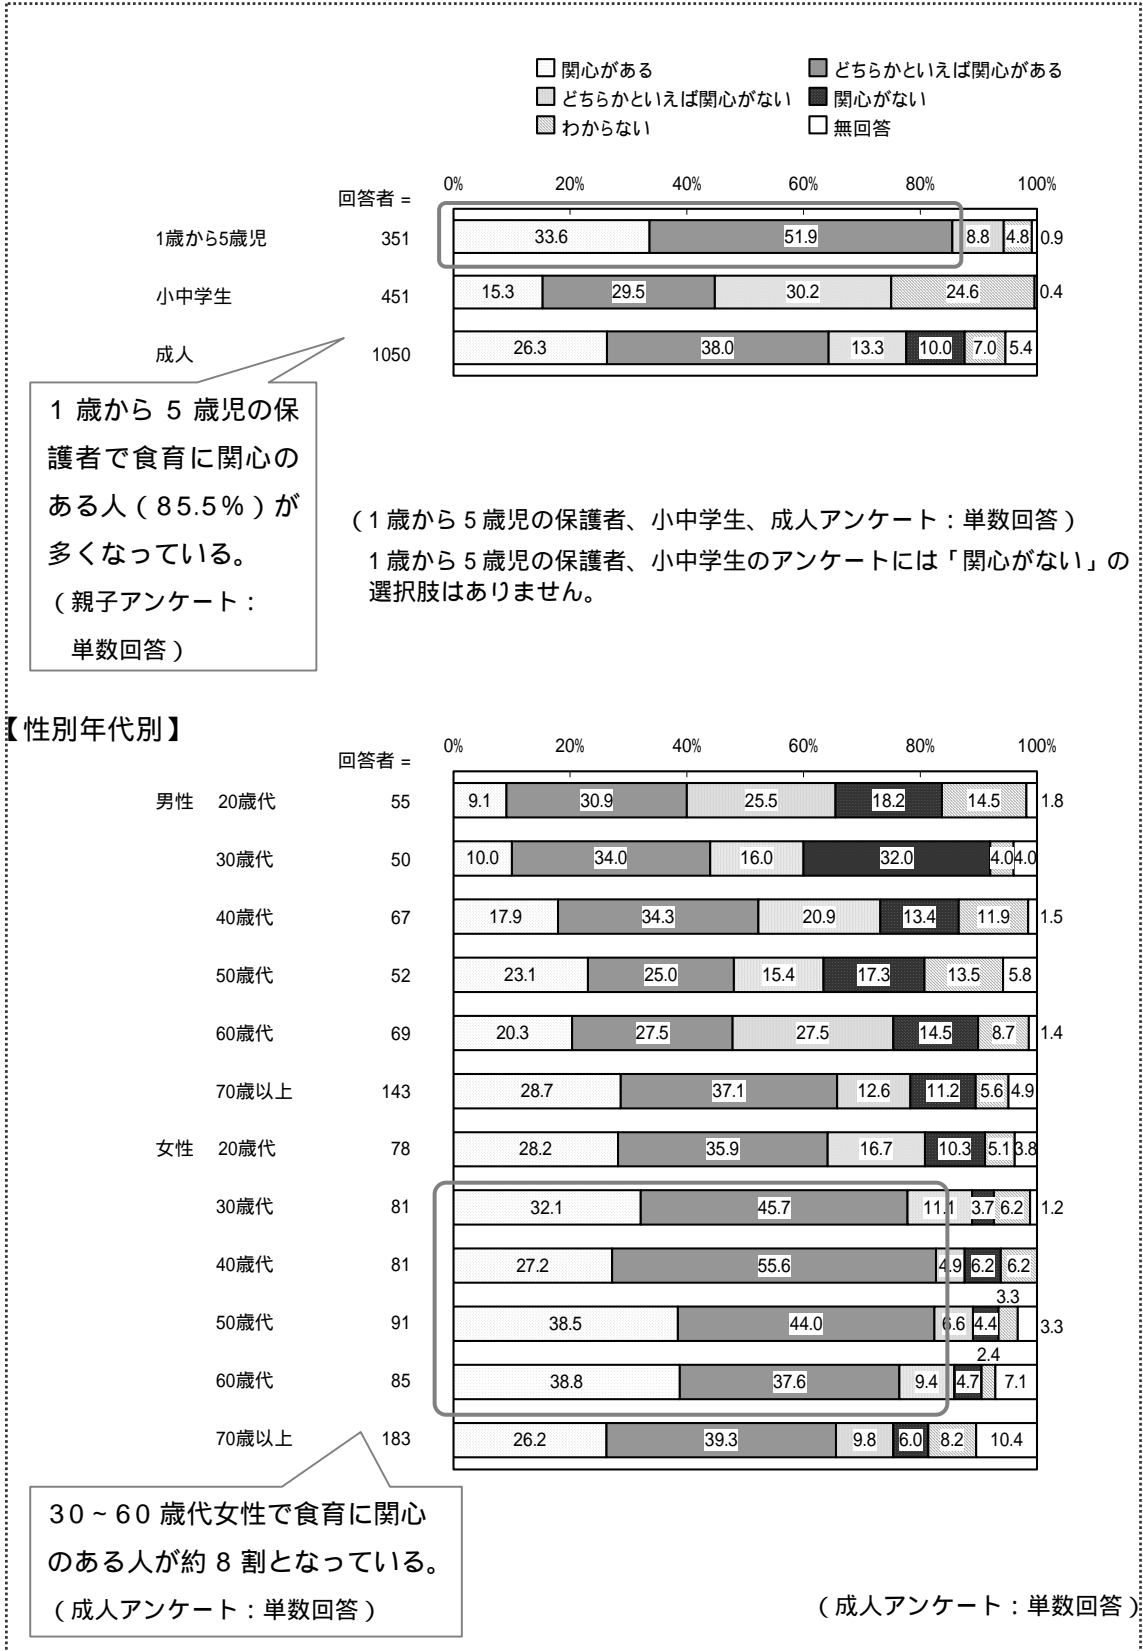 関心がある どちらかといえば関心がある
どちらかといえば関心がない 関心がない
わからない 無回答
回答者 = 0% 20% 40% 60% 80% 100%
1歳から5歳児 351 33.6 51.9 8.8 4.8 0.9
小中学生 451 15.3 29.5 30.2 24.6 0.4
成人 1050 26.3 38.0 13.3 10.0 7.0 5.4
1 歳から 5 歳児の保
護者で食育に関心の
ある人（85.5％）が
多くなっている。
（親子アンケート：
単数回答）
（1 歳から 5 歳児の保護者、小中学生、成人アンケート：単数回答）
1 歳から 5 歳児の保護者、小中学生のアンケートには「関心がない」の
選択肢はありません。
【性別年代別】
回答者 = 0% 20% 40% 60% 80% 100%
男性 20歳代 55 9.1 30.9 25.5 18.2 14.5 1.8
30歳代 50 10.0 34.0 16.0 32.0 4.0 4.0
40歳代 67 17.9 34.3 20.9 13.4 11.9 1.5
50歳代 52 23.1 25.0 15.4 17.3 13.5 5.8
60歳代 69 20.3 27.5 27.5 14.5 8.7 1.4
70歳以上 143 28.7 37.1 12.6 11.2 5.6 4.9
女性 20歳代 78 28.2 35.9 16.7 10.3 5.1 3.8
30歳代 81 32.1 45.7 11.1 3.7 6.2 1.2
40歳代 81 27.2 55.6 4.9 6.2 6.2
50歳代 91 38.5 44.0 6.6 4.4 3.3 3.3
60歳代 85 38.8 37.6 9.4 4.7 2.4 7.1
70歳以上 183 26.2 39.3 9.8 6.0 8.2 10.4
30～60 歳代女性で食育に関心
のある人が約 8 割となっている。
（成人アンケート：単数回答）
（成人アンケート：単数回答）